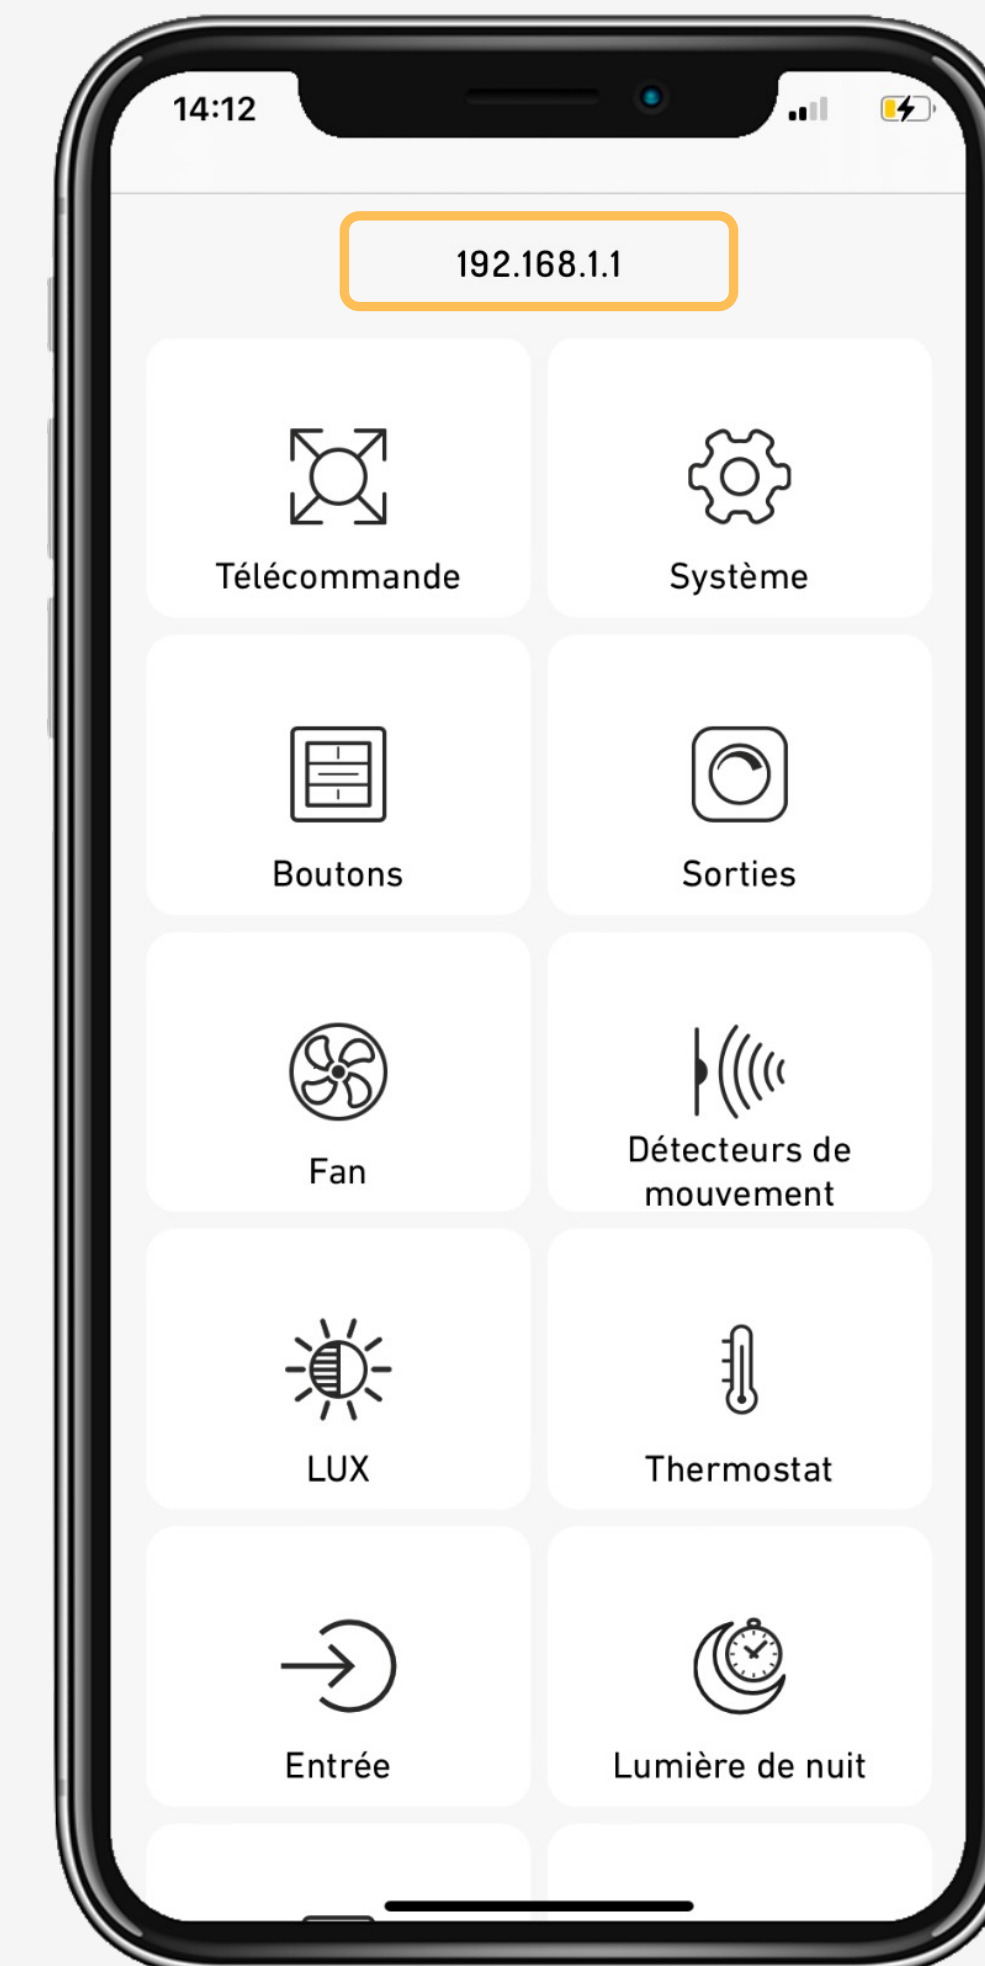 14:12
192.168.1.1
Télécommande
Système
Boutons
Sorties
Fan
Détecteurs de
mouvement
LUX
Thermostat
Entrée
Lumière de nuit